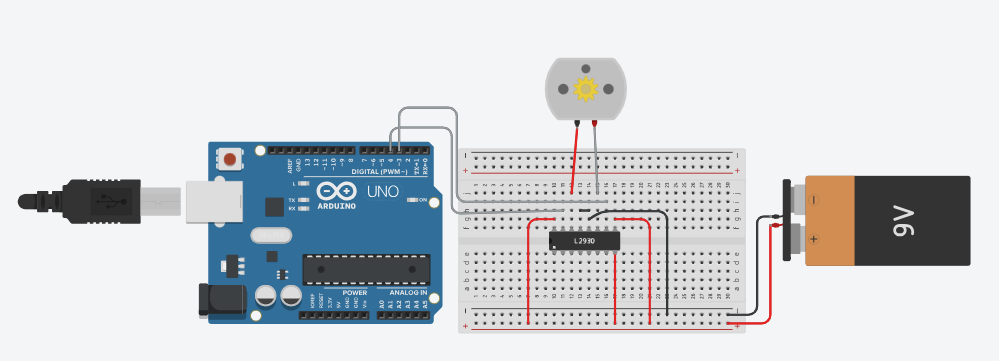 AREF
GND
13
12
~11
~10
~9
8
7
~6
~5
4
~3
2
TX→1
RX←0
DIGITAL (PWM~)
L
TX
RX
UNO
ON
ARDUINO
POWER
ANALOG IN
IOREF
RESET
3.3V
5V
GND
GND
Vin
A0
A1
A2
A3
A4
A5
L293D
9V